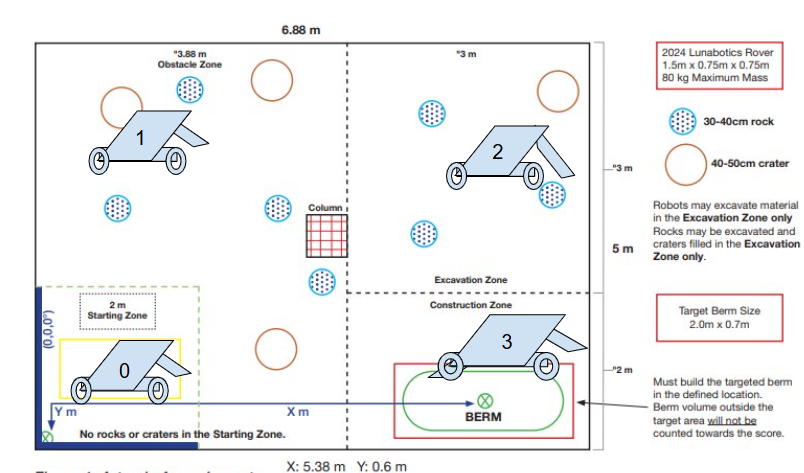 6.88 m
"3.88 m
Obstacle Zone
"3 m
2024 Lunabotics Rover
1.5m x 0.75m x 0.75m
80 kg Maximum Mass
30-40cm rock
40-50cm crater
1
2
"3 m
Column
Robots may excavate material
in the Excavation Zone only
Rocks may be excavated and
craters filled in the Excavation
Zone only.
5 m
Excavation Zone
Construction Zone
2 m
Starting Zone
(0,0,0°)
Target Berm Size
2.0m x 0.7m
0
3
"2 m
Must build the targeted berm
in the defined location.
Berm volume outside the
target area will not be
counted towards the score.
Y m
X m
BERM
No rocks or craters in the Starting Zone.
X: 5.38 m Y: 0.6 m